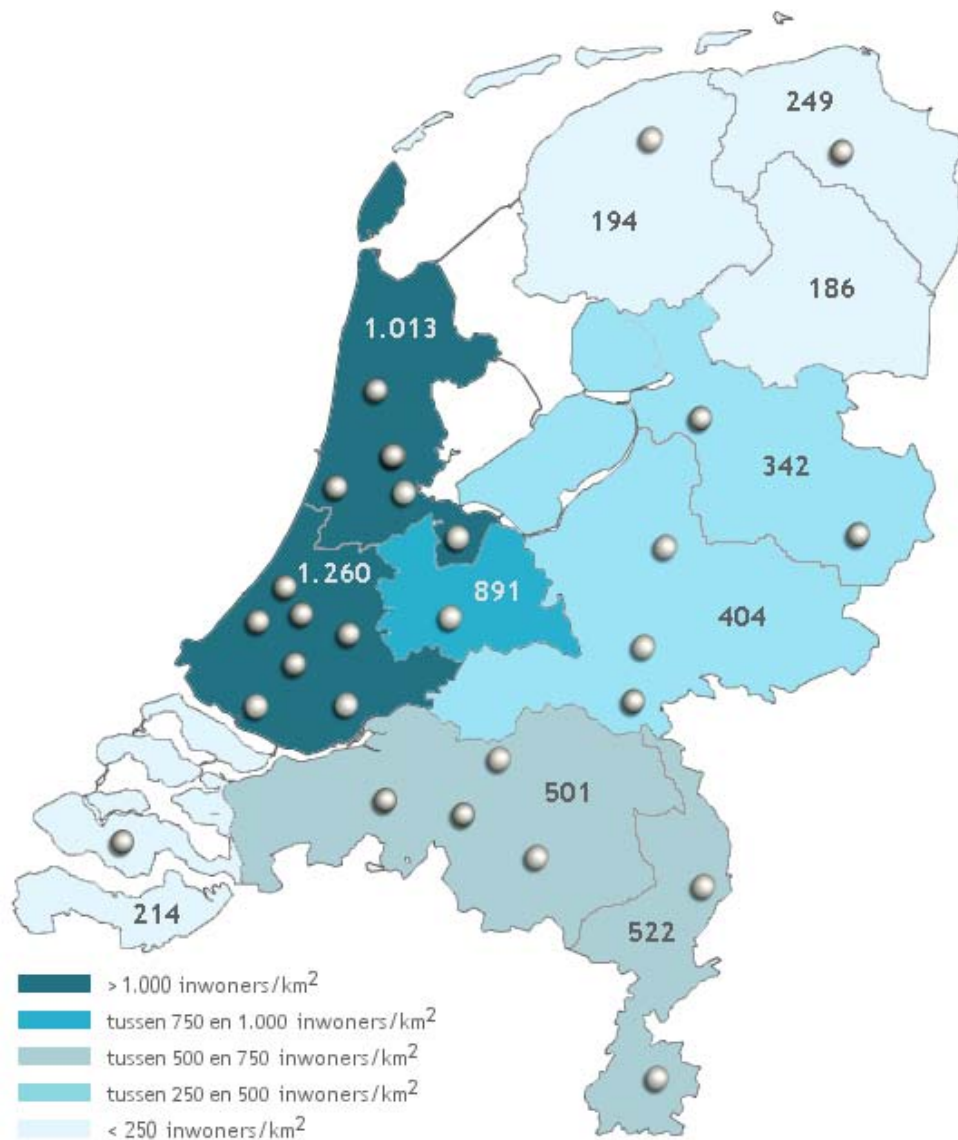 249
194
186
1.013
342
1.260
891
404
501
214
522
> 1.000 inwoners/km²
tussen 750 en 1.000 inwoners/km²
tussen 500 en 750 inwoners/km²
tussen 250 en 500 inwoners/km²
< 250 inwoners/km²